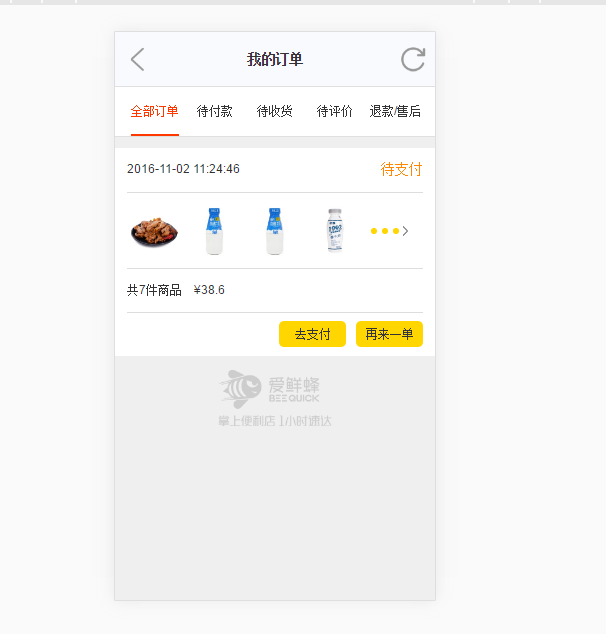 我的订单
全部订单 待付款 待收货 待评价 退款/售后
2016-11-02 11:24:46 待支付
共7件商品 ¥38.6
去支付 再来一单
爱鲜蜂
BEE QUICK
掌上便利店 1小时速达